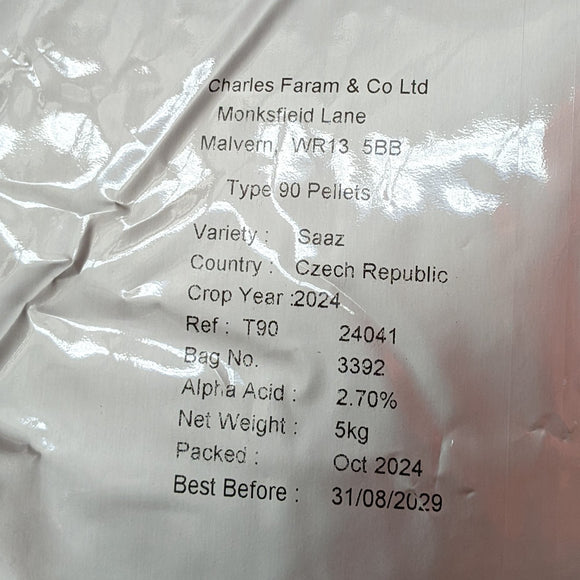 Charles Faram & Co Ltd
Monksfield Lane
Malvern, WR13 5BB
Type 90 Pellets
Variety : Saaz
Country : Czech Republic
Crop Year :2024
Ref : T90 24041
Bag No. 3392
Alpha Acid : 2.70%
Net Weight : 5kg
Packed : Oct 2024
Best Before : 31/08/2029